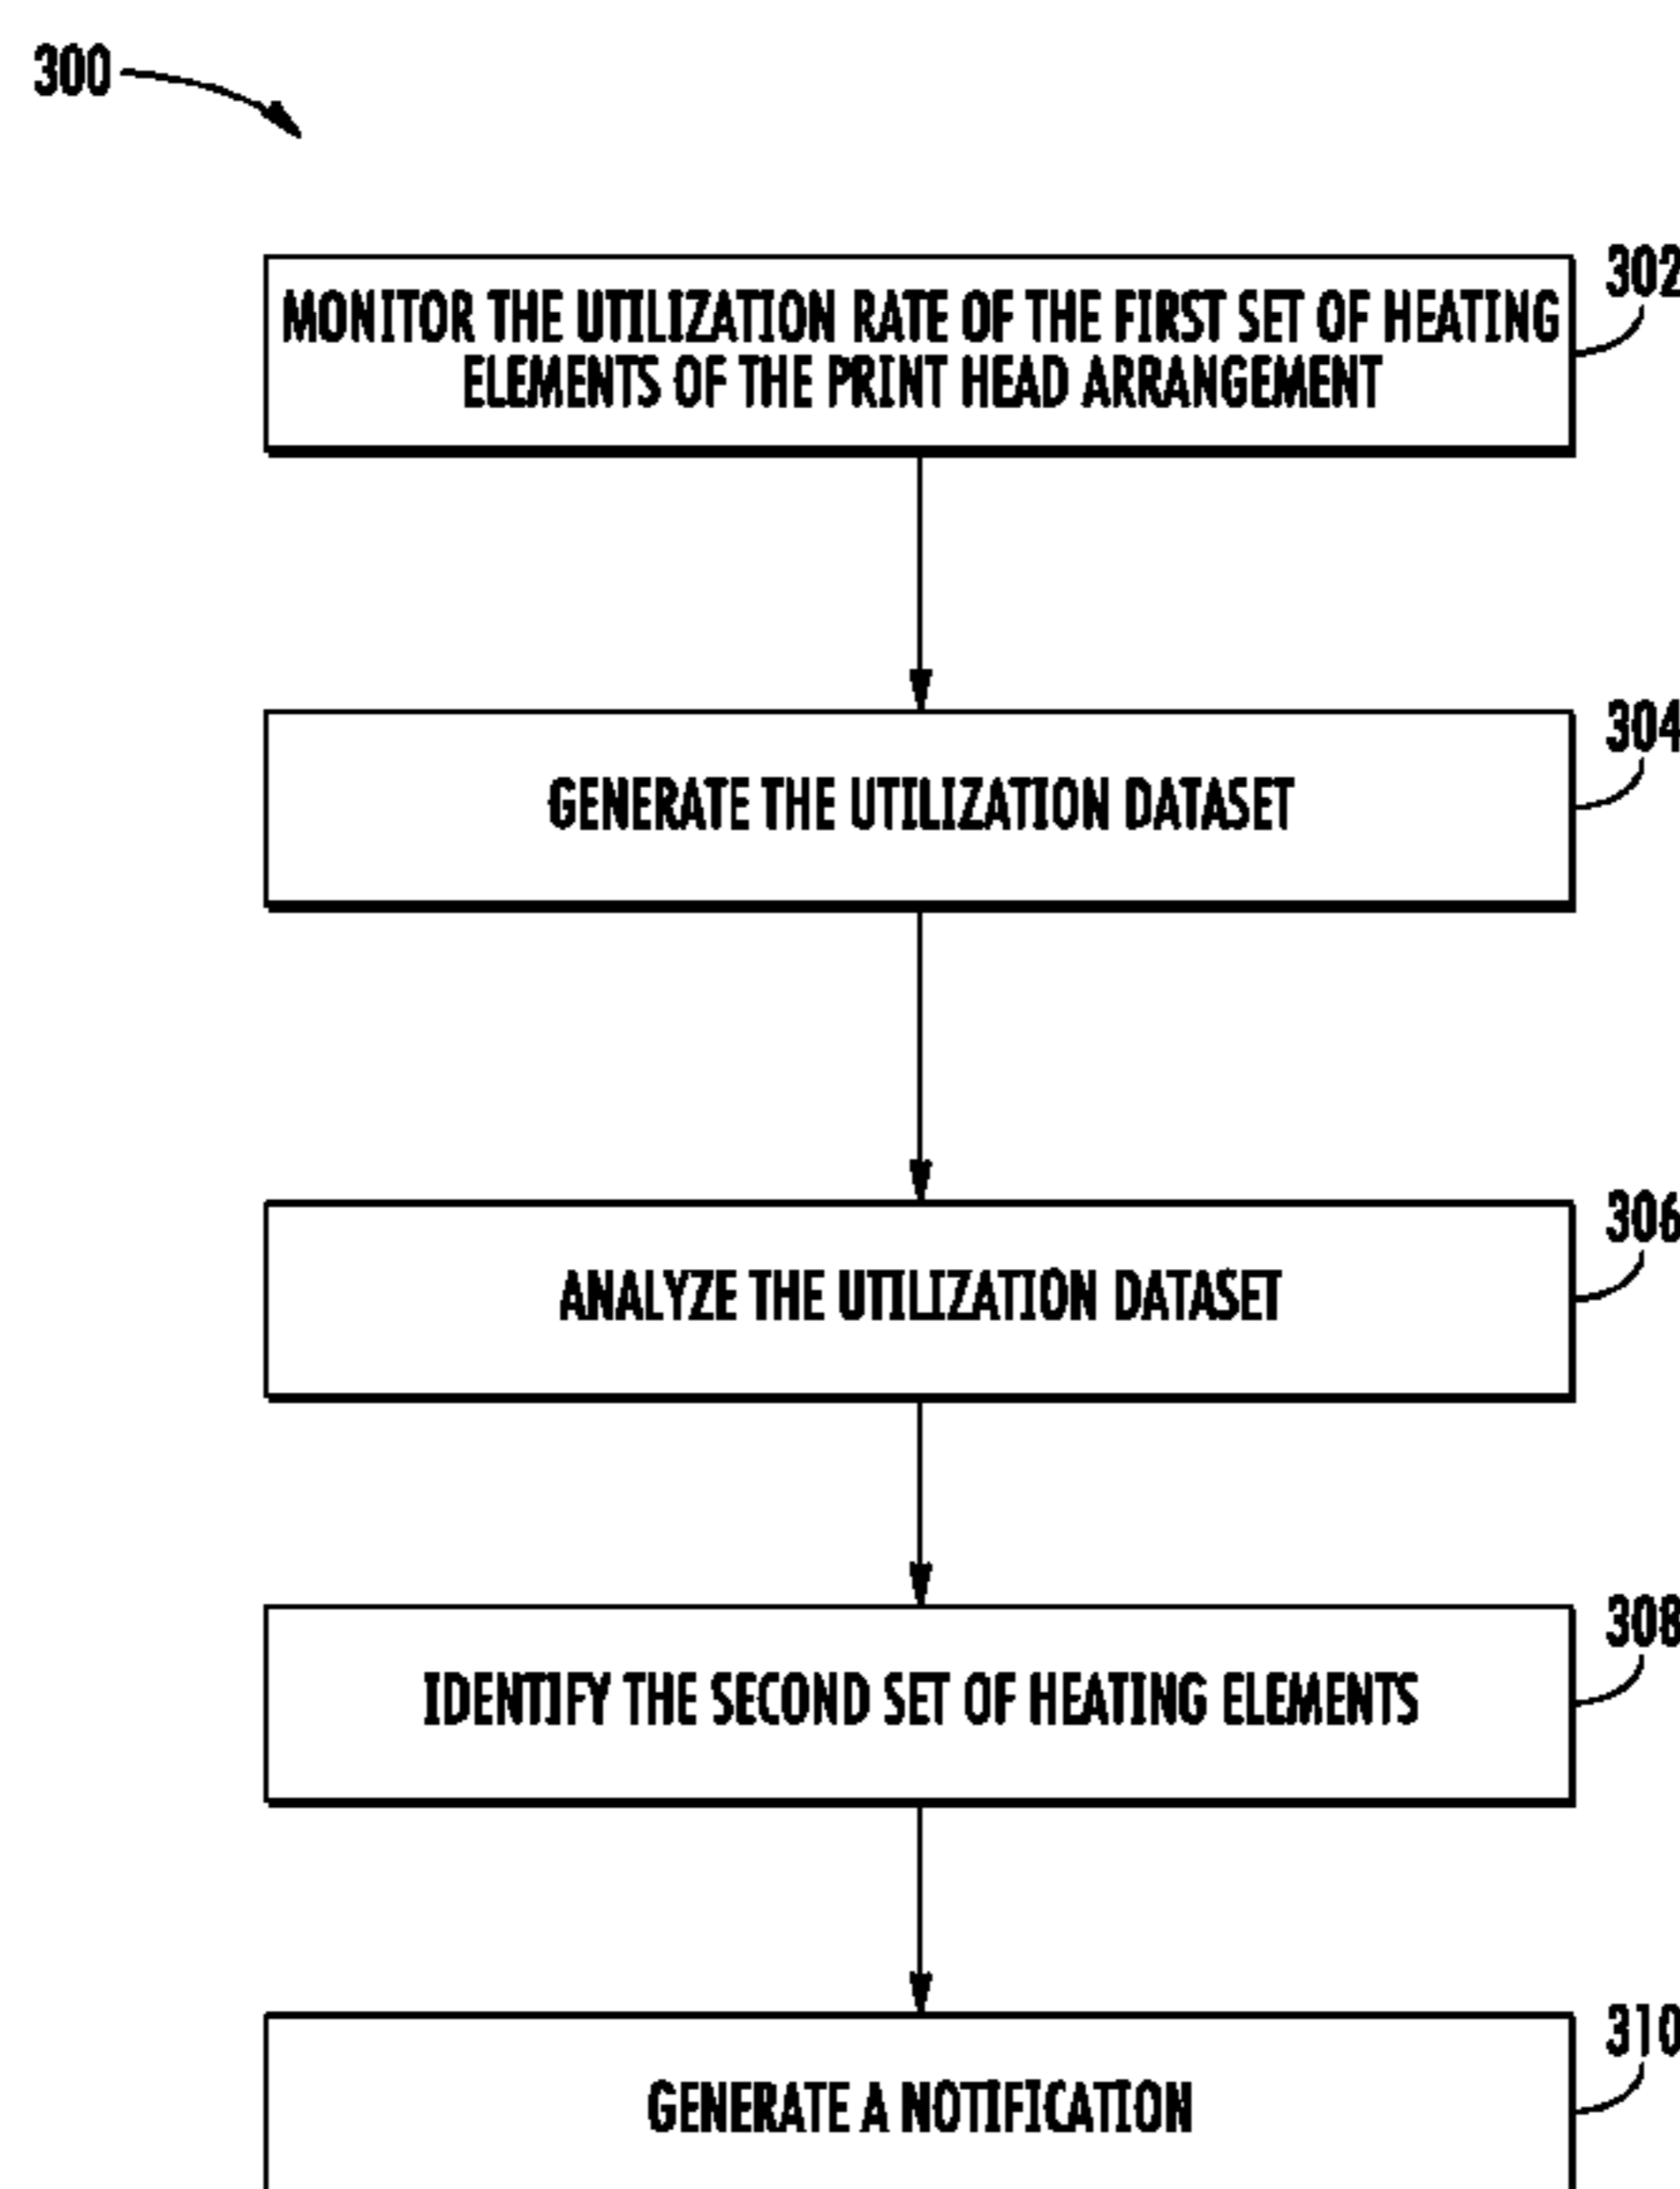 300
302
MONITOR THE UTILIZATION RATE OF THE FIRST SET OF HEATING
ELEMENTS OF THE PRINT HEAD ARRANGEMENT
304
GENERATE THE UTILIZATION DATASET
306
ANALYZE THE UTILIZATION DATASET
308
IDENTIFY THE SECOND SET OF HEATING ELEMENTS
310
GENERATE A NOTIFICATION